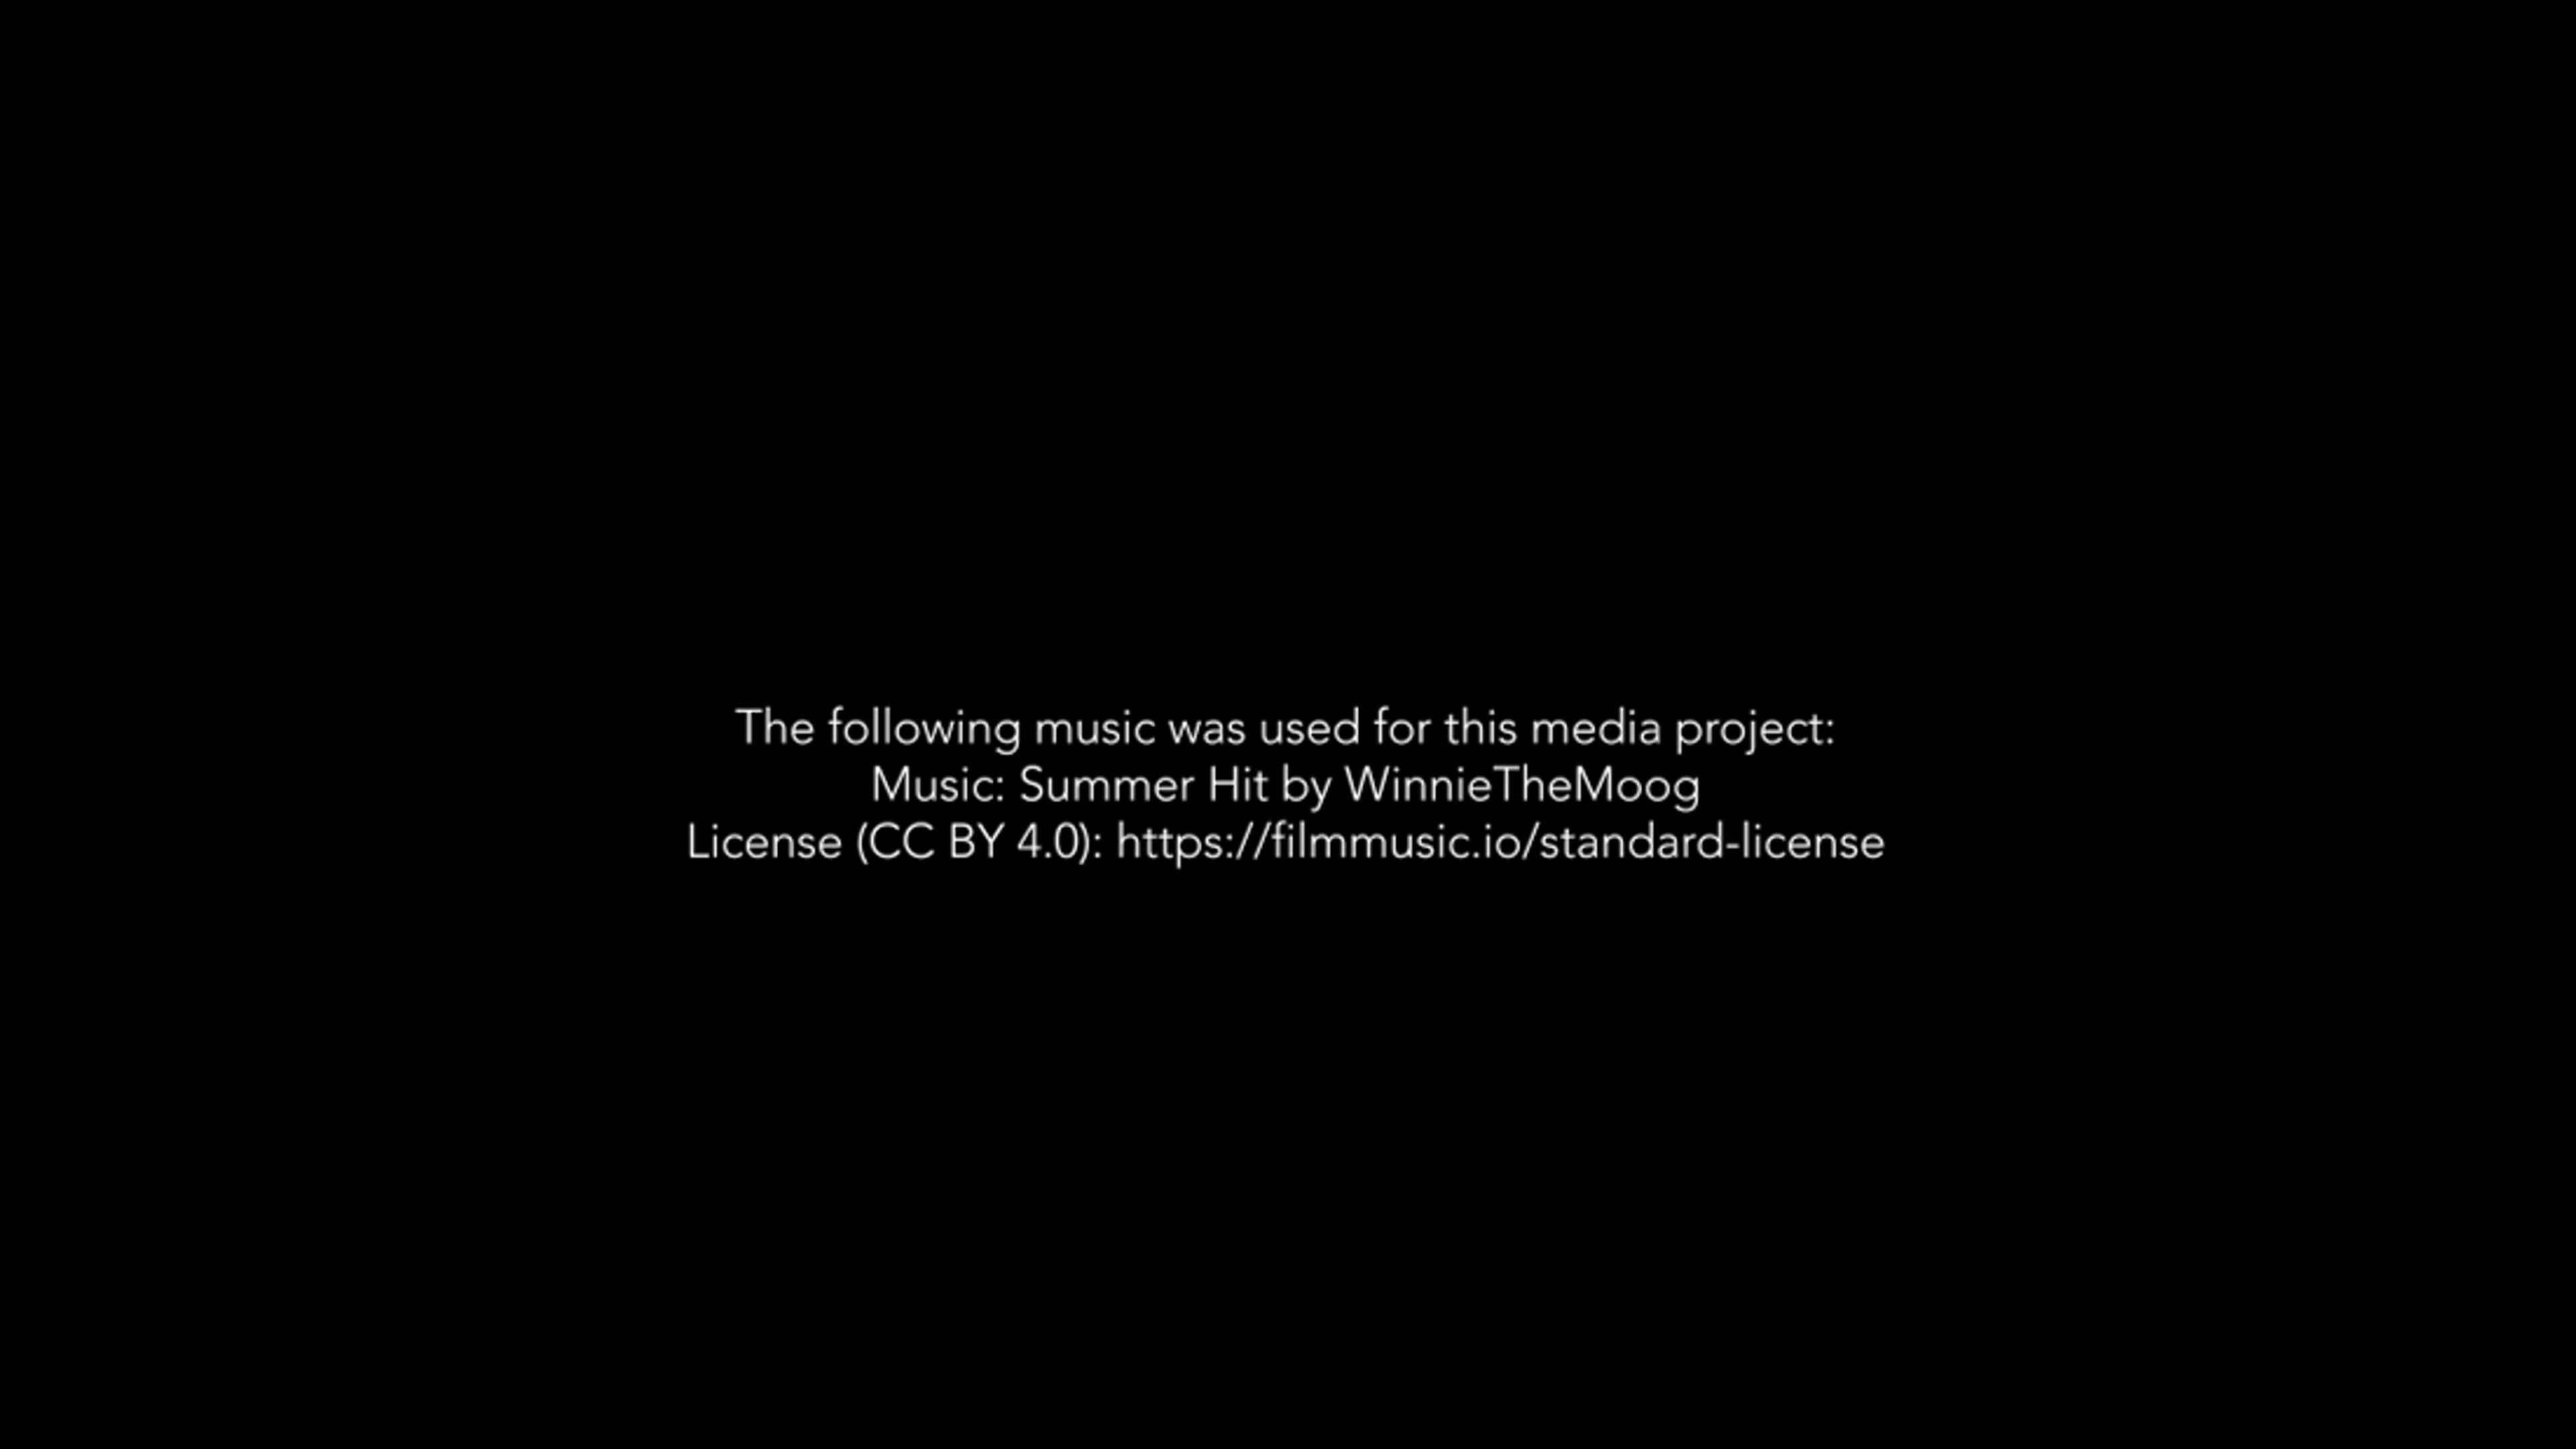 The following music was used for this media project:
Music: Summer Hit by WinnieTheMoog
License (CC BY 4.0): https://filmmusic.io/standard-license